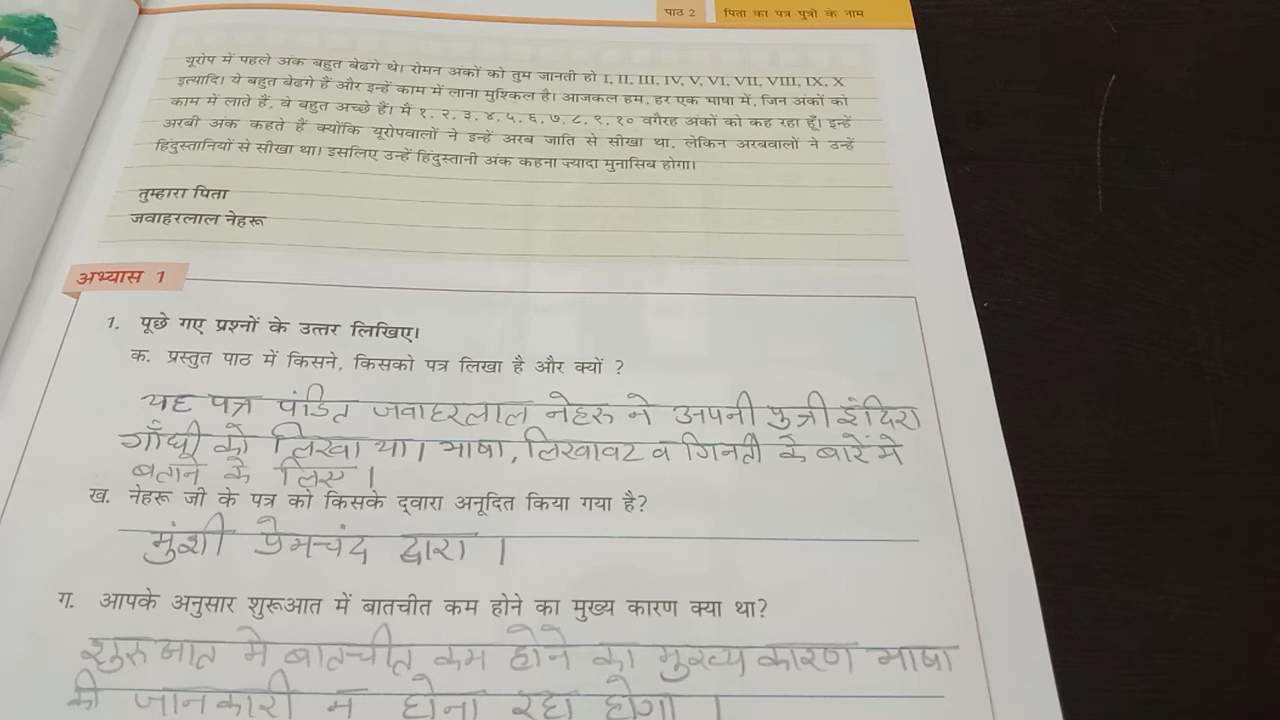 पाठ 2 पिता का पत्र पुत्री के नाम
यूरोप में पहले अंक बहुत बेढंगे थे। रोमन अंकों को तुम जानती हो I, II, III, IV, V, VI, VII, VIII, IX, X
इत्यादि। ये बहुत बेढंगे हैं और इन्हें काम में लाना मुश्किल है। आजकल हम, हर एक भाषा में, जिन अंकों को
काम में लाते हैं, वे बहुत अच्छे हैं। मैं १, २, ३, ४, ५, ६, ७, ८, ९, १० वगैरह अंकों को कह रहा हूँ। इन्हें
अरबी अंक कहते हैं क्योंकि यूरोपवालों ने इन्हें अरब जाति से सीखा था, लेकिन अरबवालों ने उन्हें
हिंदुस्तानियों से सीखा था। इसलिए उन्हें हिंदुस्तानी अंक कहना ज़्यादा मुनासिब होगा।
तुम्हारा पिता
जवाहरलाल नेहरू
अभ्यास 1
1. पूछे गए प्रश्नों के उत्तर लिखिए।
क. प्रस्तुत पाठ में किसने, किसको पत्र लिखा है और क्यों ?
यह पत्र पंडित जवाहरलाल नेहरु ने अपनी पुत्री इंदिरा
गाँधी को लिखा था। भाषा, लिखावट व गिनती के बारें मे
बताने के लिए।
ख. नेहरू जी के पत्र को किसके द्वारा अनूदित किया गया है?
मुंशी प्रेमचंद द्वारा।
ग. आपके अनुसार शुरूआत में बातचीत कम होने का मुख्य कारण क्या था?
शुरुआत मे बातचीत कम होने का मुख्य कारण भाषा
की जानकारी न होना रहा होगा।